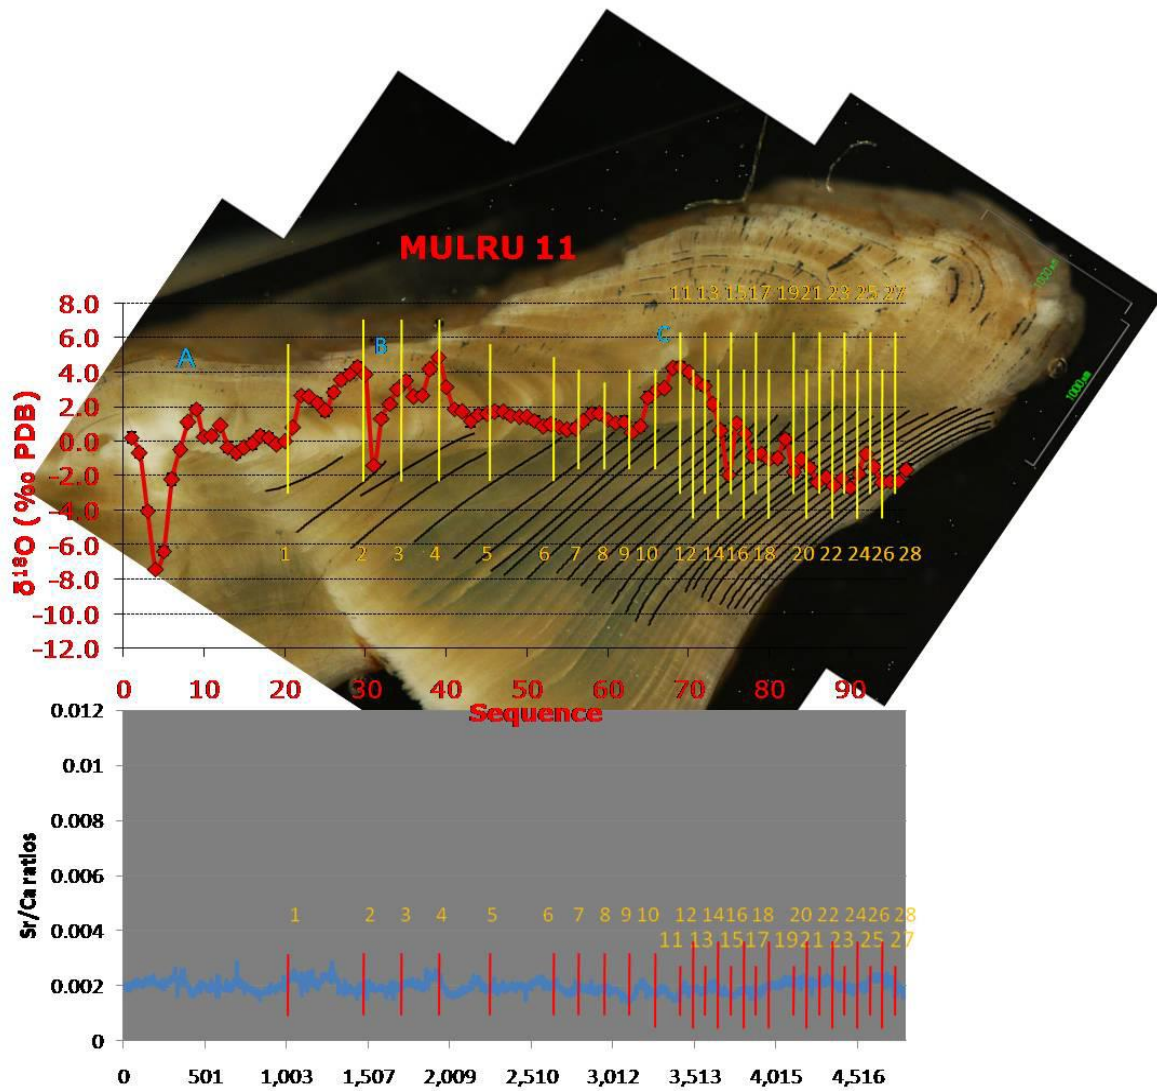 MULRU 11
1000µm
1000µm
δ¹⁸O (‰ PDB)
8.0
6.0
4.0
2.0
0.0
-2.0
-4.0
-6.0
-8.0
-10.0
-12.0
A
B
C
11 13 15 17 19 21 23 25 27
1 2 3 4 5 6 7 8 9 10 12 14 16 18 20 22 24 26 28
0 10 20 30 40 50 60 70 80 90
Sequence
Sr/Ca ratios
0.012
0.01
0.008
0.006
0.004
0.002
0
1 2 3 4 5 6 7 8 9 10 12 14 16 18 20 22 24 26 28
11 13 15 17 19 21 23 25 27
0 501 1,003 1,507 2,009 2,510 3,012 3,513 4,015 4,516